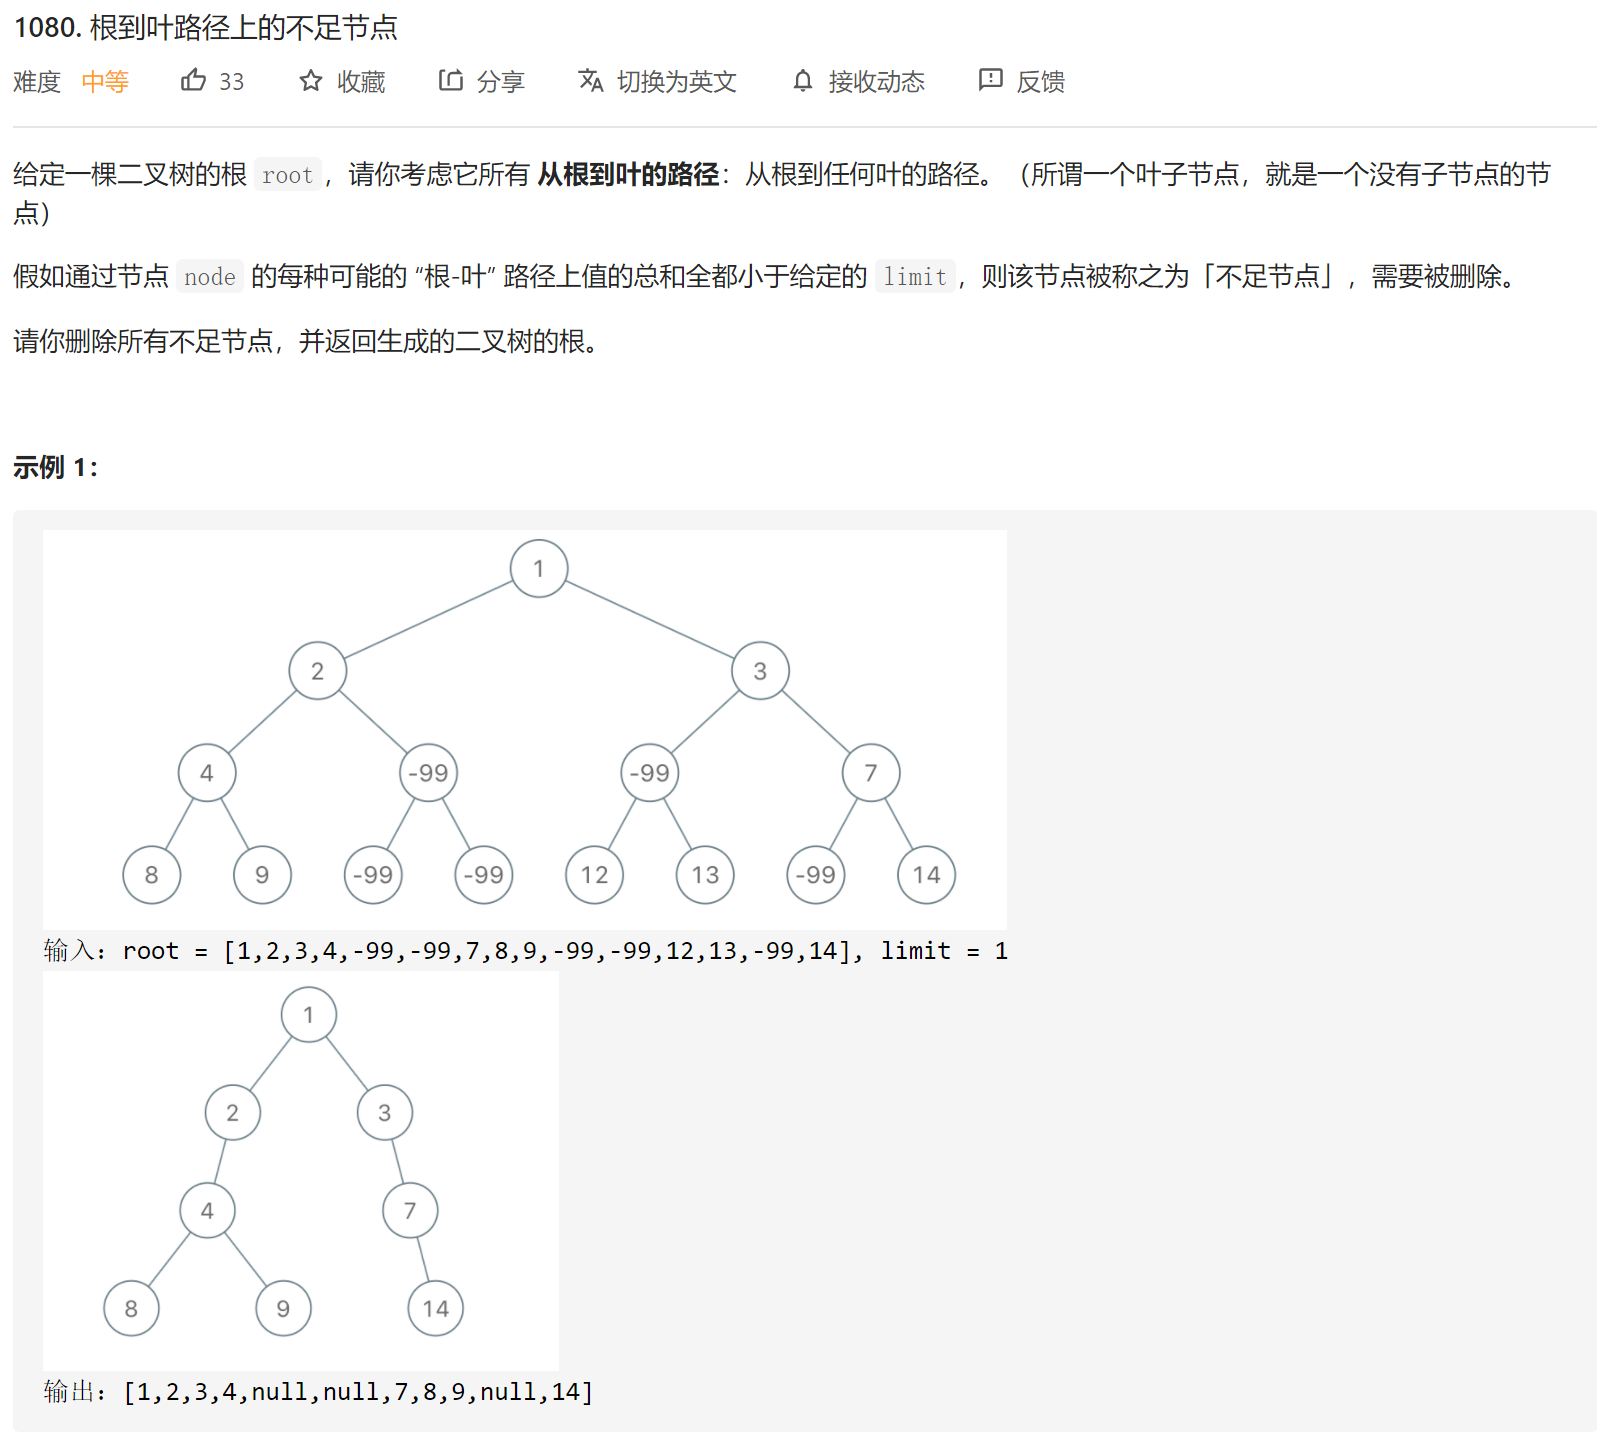 1080. 根到叶路径上的不足节点
难度 中等 33 收藏 分享 切换为英文 接收动态 反馈
给定一棵二叉树的根 root，请你考虑它所有 从根到叶的路径：从根到任何叶的路径。（所谓一个叶子节点，就是一个没有子节点的节
点）
假如通过节点 node 的每种可能的 “根-叶” 路径上值的总和全都小于给定的 limit，则该节点被称之为「不足节点」，需要被删除。
请你删除所有不足节点，并返回生成的二叉树的根。
示例 1：
1
2 3
4 -99 -99 7
8 9 -99 -99 12 13 -99 14
输入：root = [1,2,3,4,-99,-99,7,8,9,-99,-99,12,13,-99,14], limit = 1
1
2 3
4 7
8 9 14
输出：[1,2,3,4,null,null,7,8,9,null,14]